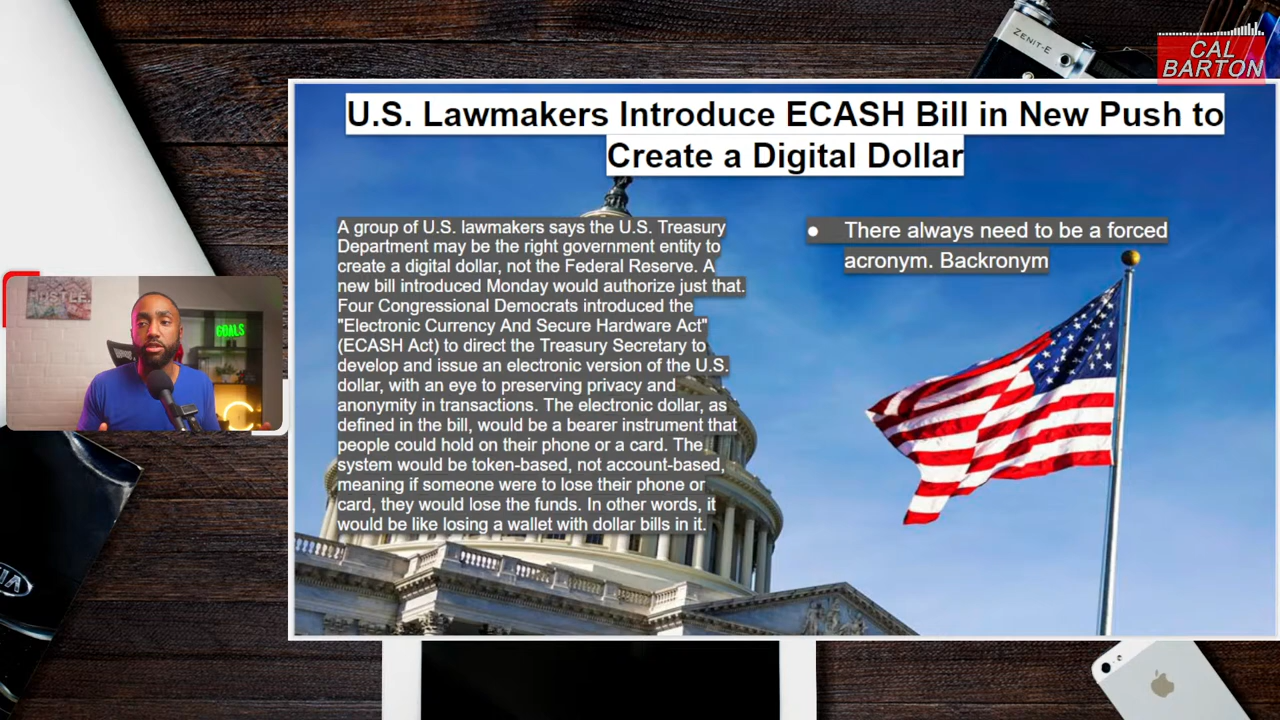 ZENIT-E
CAL
BARTON
U.S. Lawmakers Introduce ECASH Bill in New Push to
Create a Digital Dollar
A group of U.S. lawmakers says the U.S. Treasury
Department may be the right government entity to
create a digital dollar, not the Federal Reserve. A
new bill introduced Monday would authorize just that.
Four Congressional Democrats introduced the
"Electronic Currency And Secure Hardware Act"
(ECASH Act) to direct the Treasury Secretary to
develop and issue an electronic version of the U.S.
dollar, with an eye to preserving privacy and
anonymity in transactions. The electronic dollar, as
defined in the bill, would be a bearer instrument that
people could hold on their phone or a card. The
system would be token-based, not account-based,
meaning if someone were to lose their phone or
card, they would lose the funds. In other words, it
would be like losing a wallet with dollar bills in it.
● There always need to be a forced
acronym. Backronym
HUSTLE.
GOALS